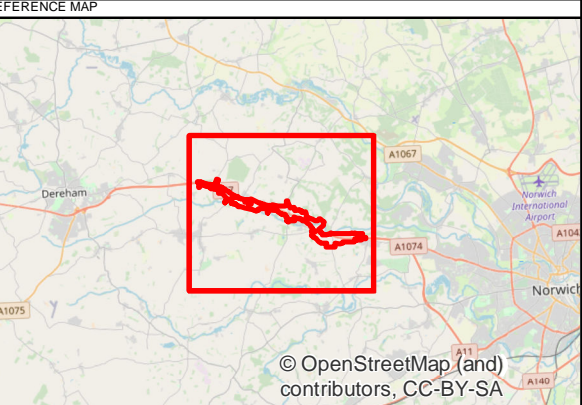 EFERENCE MAP
A1067
Dereham
7
Norwich
International
Airport
A1074
A104
Norwich
A1075
© OpenStreetMap (and)
contributors, CC-BY-SA
A11
A140